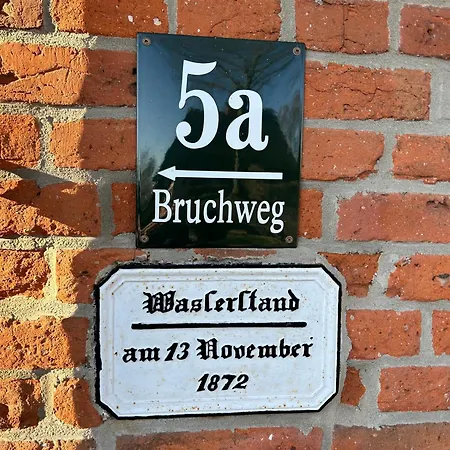 5a
Bruchweg
Waſserſtand
am 13 November
1872